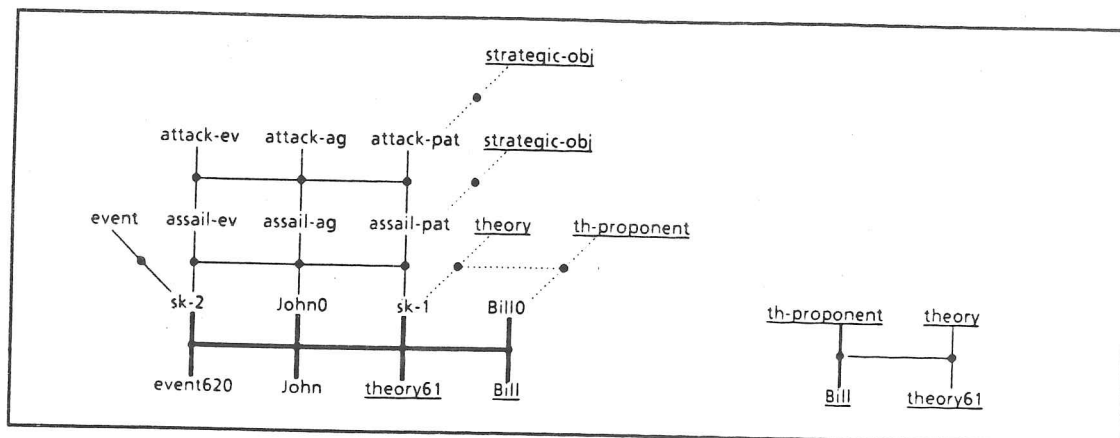 strategic-obj
attack-ev attack-ag attack-pat strategic-obj
event assail-ev assail-ag assail-pat theory th-proponent
sk-2 John0 sk-1 Bill0 th-proponent theory
event620 John theory61 Bill Bill theory61